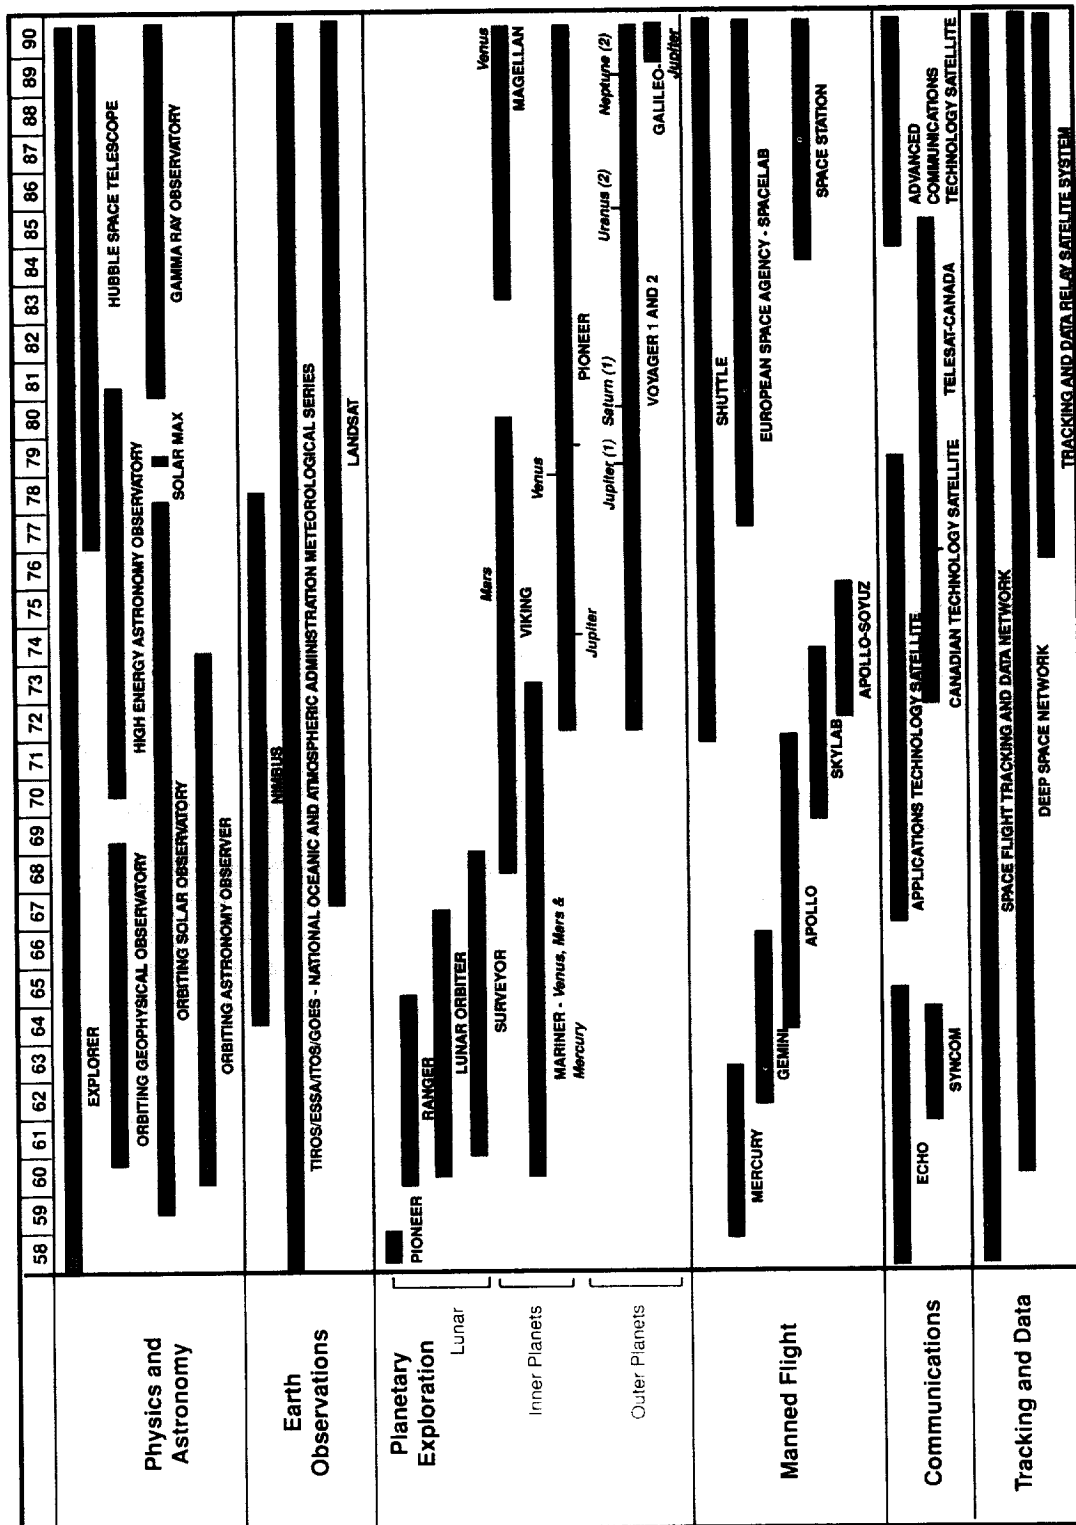 58 59 60 61 62 63 64 65 66 67 68 69 70 71 72 73 74 75 76 77 78 79 80 81 82 83 84 85 86 87 88 89 90
Physics and
Astronomy
EXPLORER
HUBBLE SPACE TELESCOPE
ORBITING GEOPHYSICAL OBSERVATORY
HIGH ENERGY ASTRONOMY OBSERVATORY
ORBITING SOLAR OBSERVATORY
SOLAR MAX
GAMMA RAY OBSERVATORY
ORBITING ASTRONOMY OBSERVER
Earth
Observations
NIMBUS
TIROS/ESSA/ITOS/GOES - NATIONAL OCEANIC AND ATMOSPHERIC ADMINISTRATION METEOROLOGICAL SERIES
LANDSAT
Planetary
Exploration
Lunar
PIONEER
RANGER
LUNAR ORBITER
SURVEYOR
Inner Planets
Mars
Venus
VIKING
MAGELLAN
MARINER - Venus, Mars &
Mercury
Venus
PIONEER
Jupiter
Outer Planets
Jupiter (1)
Saturn (1)
Uranus (2)
Neptune (2)
VOYAGER 1 AND 2
GALILEO-
Jupiter
Manned Flight
SHUTTLE
MERCURY
EUROPEAN SPACE AGENCY - SPACELAB
GEMINI
APOLLO
SPACE STATION
SKYLAB
APOLLO-SOYUZ
Communications
ECHO
APPLICATIONS TECHNOLOGY SATELLITE
ADVANCED
COMMUNICATIONS
TECHNOLOGY SATELLITE
SYNCOM
CANADIAN TECHNOLOGY SATELLITE
TELESAT-CANADA
Tracking and Data
SPACE FLIGHT TRACKING AND DATA NETWORK
DEEP SPACE NETWORK
TRACKING AND DATA RELAY SATELITE SYSTEM